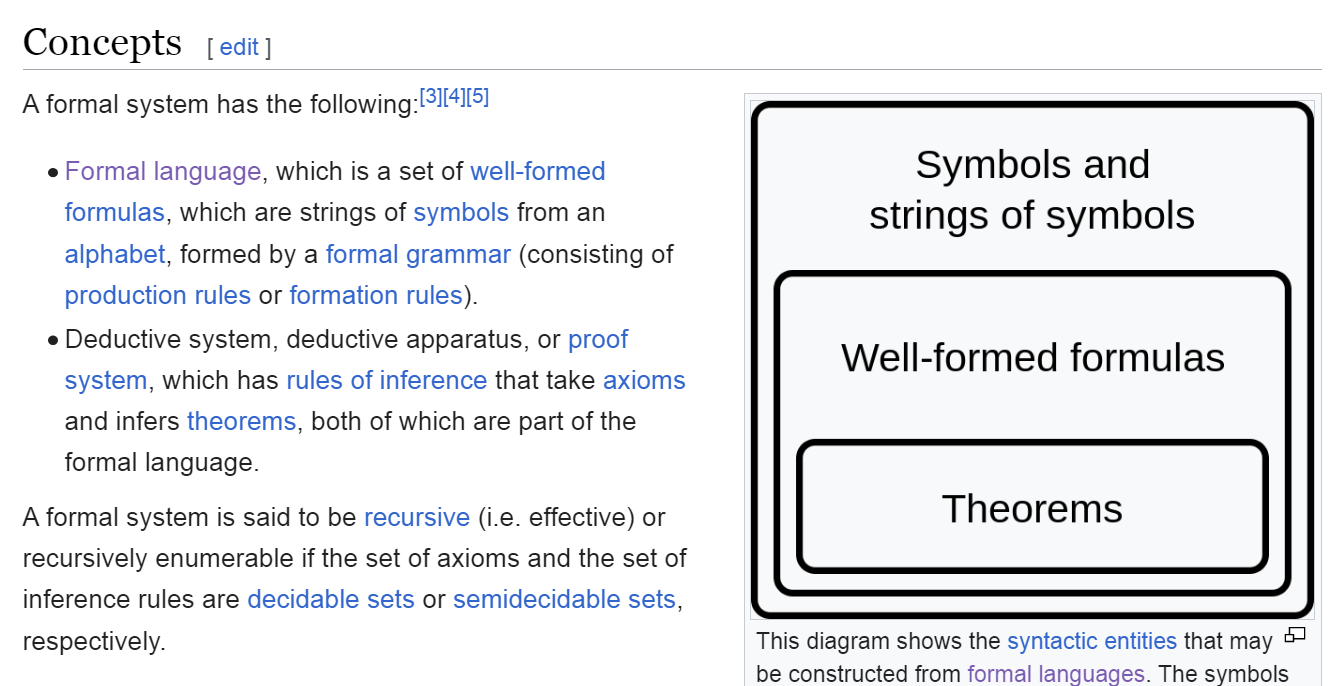 Concepts [ edit ]
A formal system has the following:[3][4][5]
• Formal language, which is a set of well-formed
formulas, which are strings of symbols from an
alphabet, formed by a formal grammar (consisting of
production rules or formation rules).
• Deductive system, deductive apparatus, or proof
system, which has rules of inference that take axioms
and infers theorems, both of which are part of the
formal language.
A formal system is said to be recursive (i.e. effective) or
recursively enumerable if the set of axioms and the set of
inference rules are decidable sets or semidecidable sets,
respectively.
Symbols and
strings of symbols
Well-formed formulas
Theorems
This diagram shows the syntactic entities that may
be constructed from formal languages. The symbols